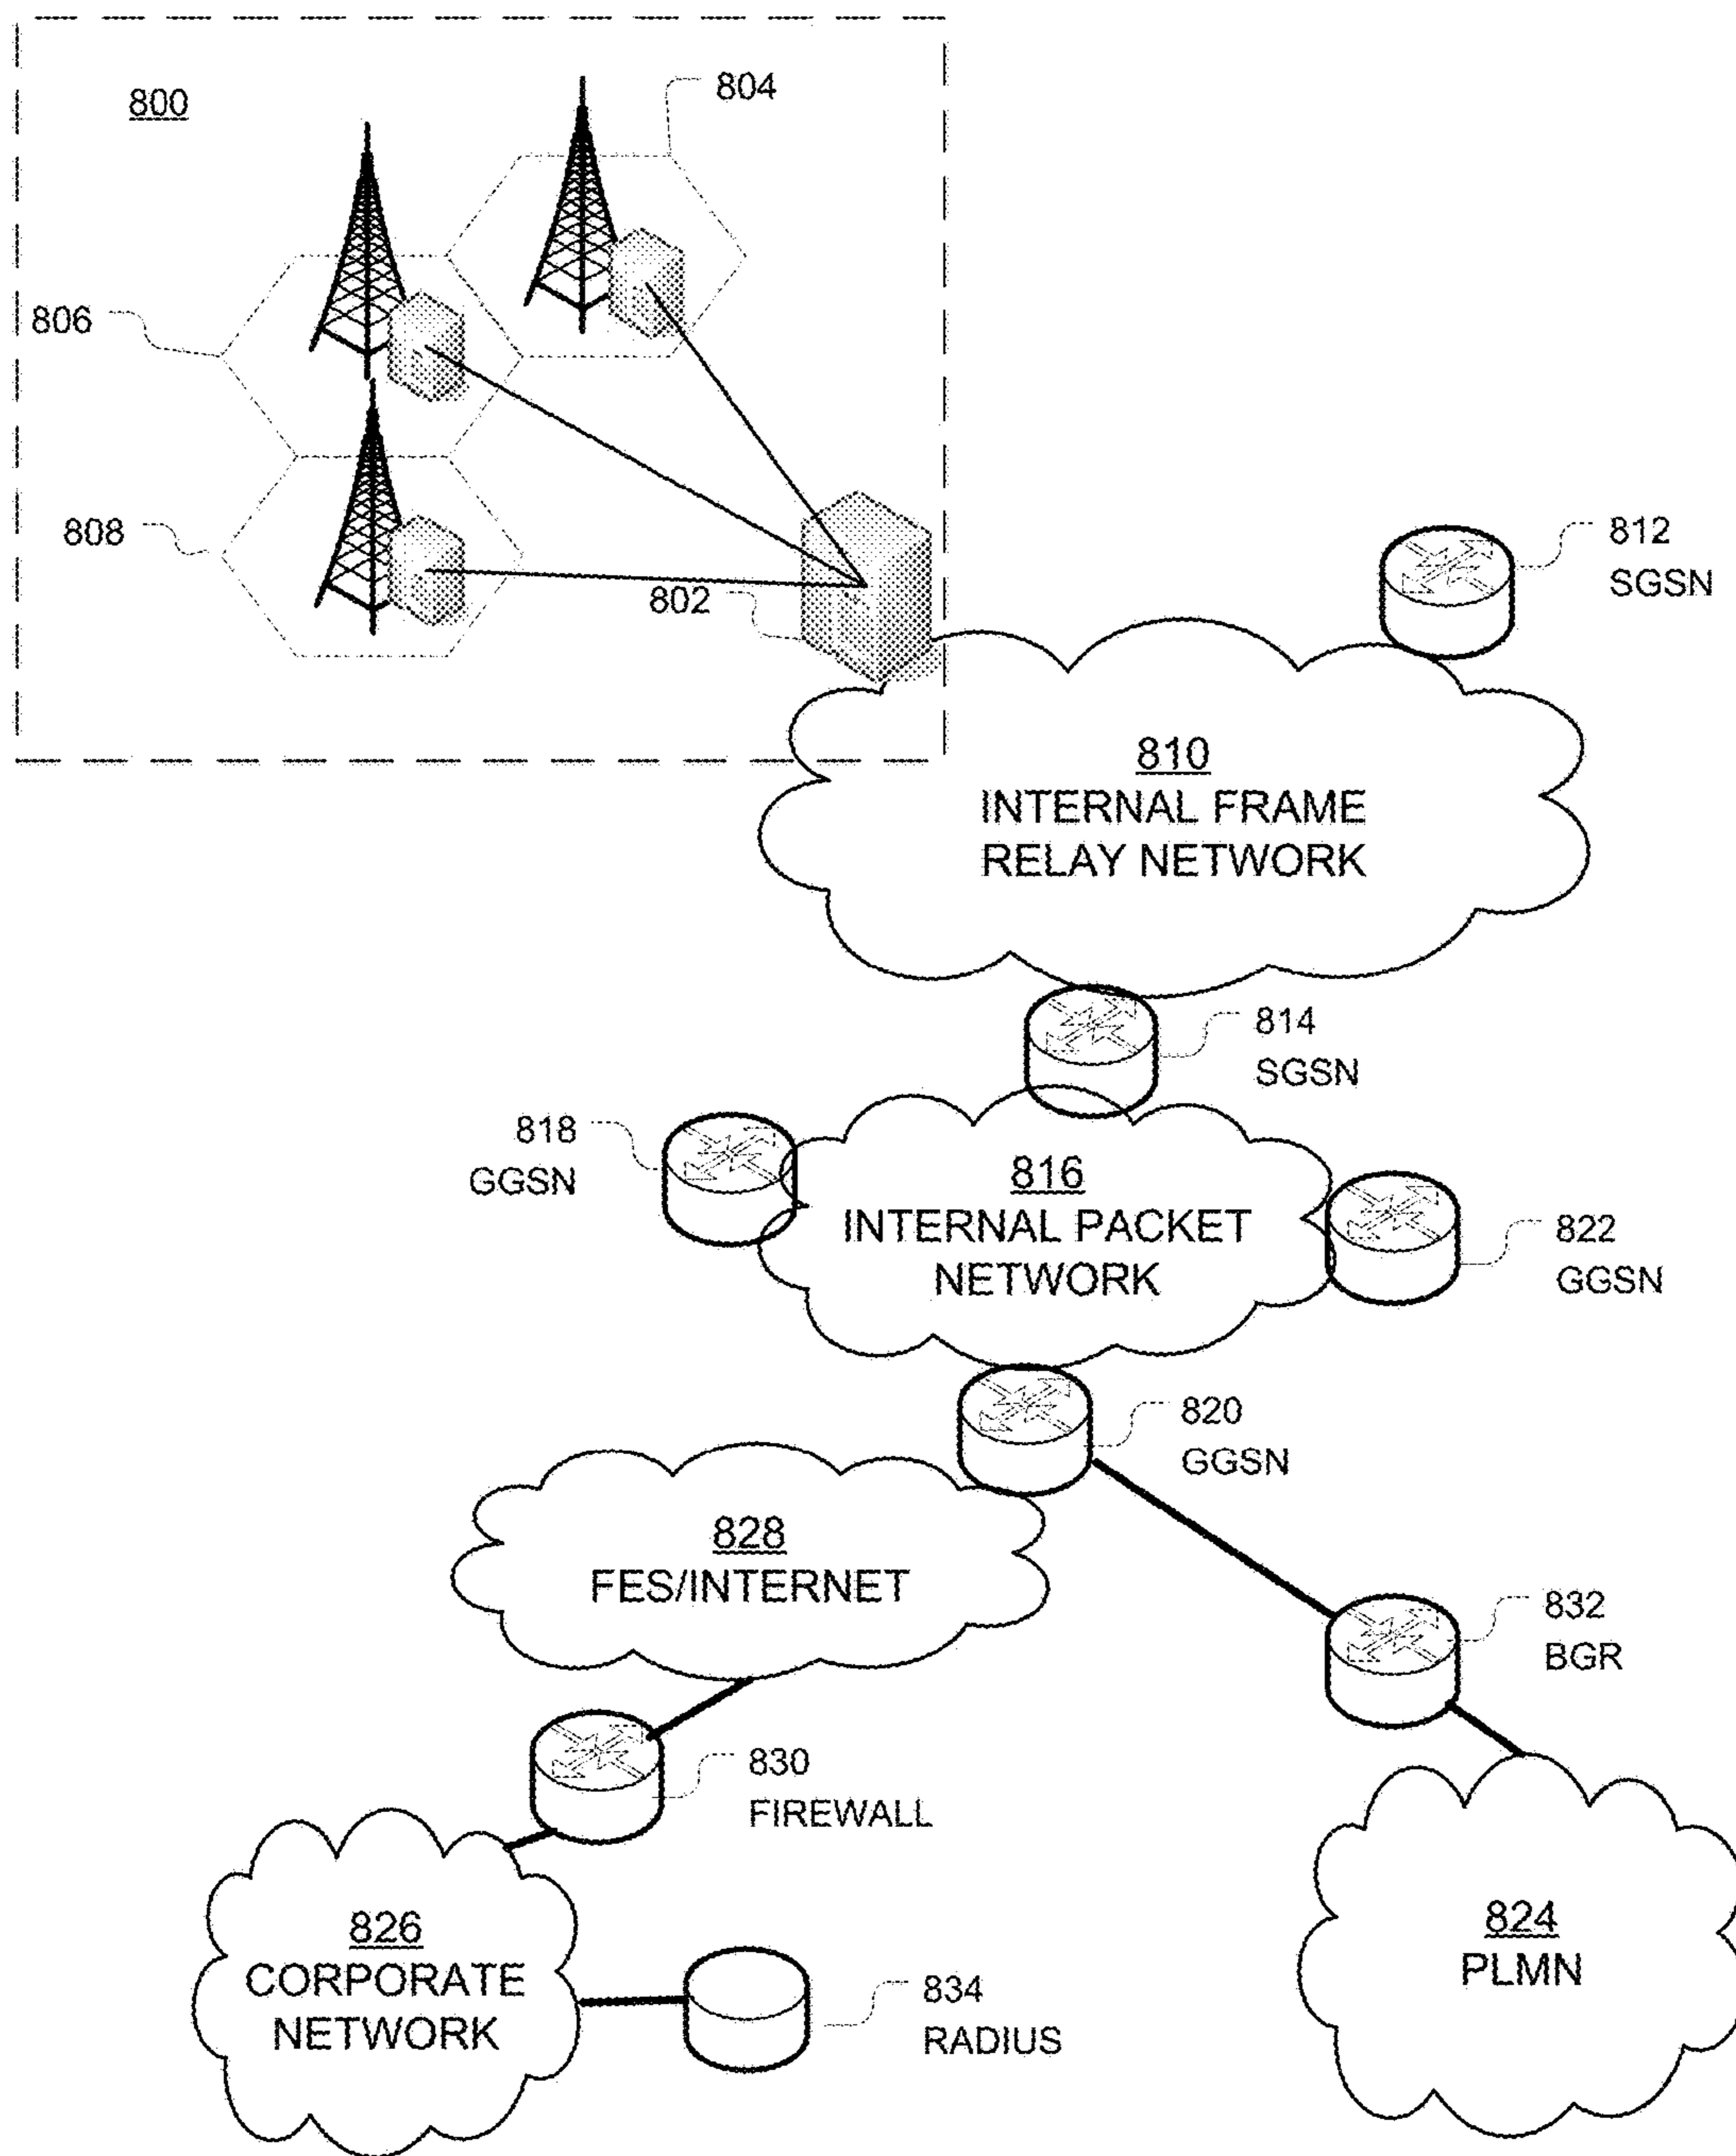 800
804
806
808
802
812
SGSN
810
INTERNAL FRAME
RELAY NETWORK
814
SGSN
818
GGSN
816
INTERNAL PACKET
NETWORK
822
GGSN
820
GGSN
828
FES/INTERNET
832
BGR
830
FIREWALL
826
CORPORATE
NETWORK
824
PLMN
834
RADIUS